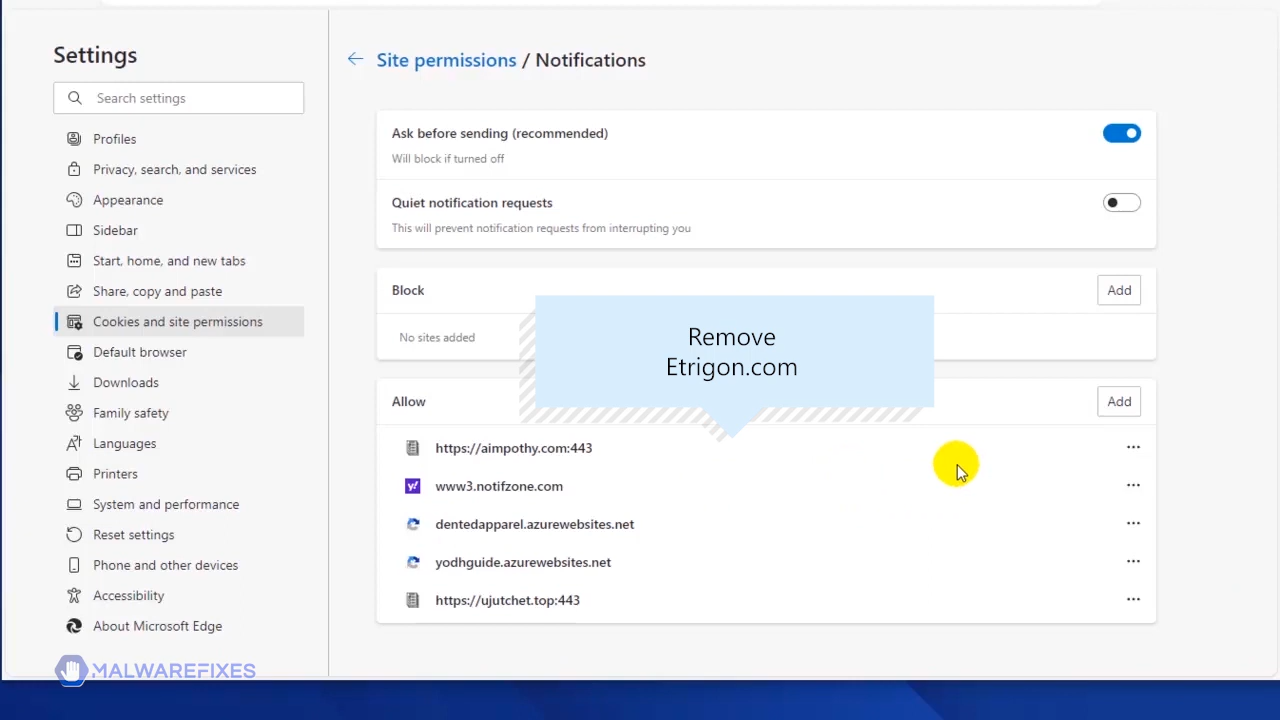 Settings
Search settings
Profiles
Privacy, search, and services
Appearance
Sidebar
Start, home, and new tabs
Share, copy and paste
Cookies and site permissions
Default browser
Downloads
Family safety
Languages
Printers
System and performance
Reset settings
Phone and other devices
Accessibility
About Microsoft Edge
MALWAREFIXES
Site permissions / Notifications
Ask before sending (recommended)
Will block if turned off
Quiet notification requests
This will prevent notification requests from interrupting you
Block
Add
No sites added
Remove
Etrigon.com
Allow
Add
https://aimpothy.com:443
www3.notifzone.com
dentedapparel.azurewebsites.net
yodhguide.azurewebsites.net
https://ujutchet.top:443